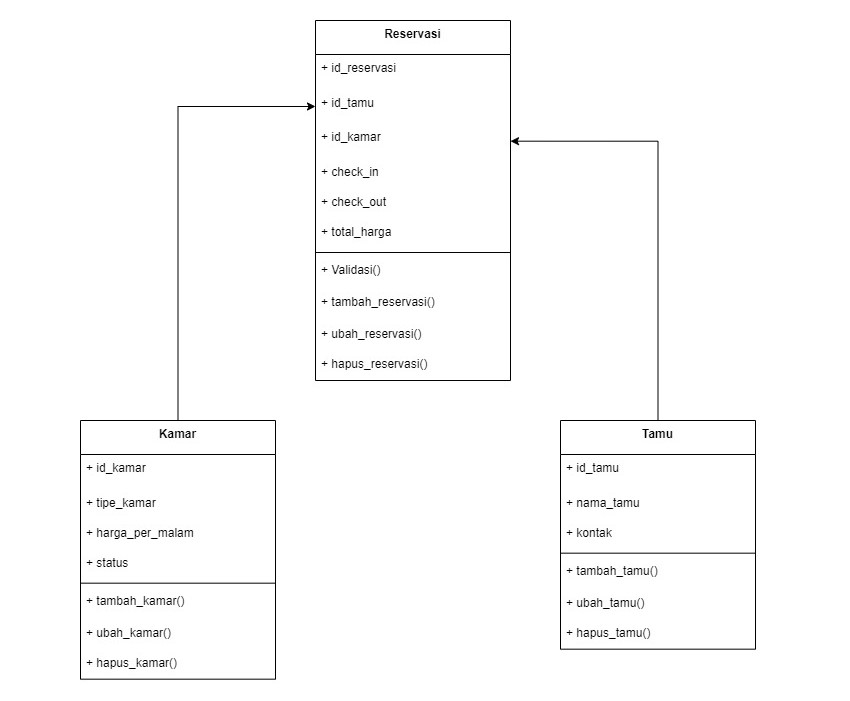 Reservasi
+ id_reservasi
+ id_tamu
+ id_kamar
+ check_in
+ check_out
+ total_harga
+ Validasi()
+ tambah_reservasi()
+ ubah_reservasi()
+ hapus_reservasi()
Kamar
+ id_kamar
+ tipe_kamar
+ harga_per_malam
+ status
+ tambah_kamar()
+ ubah_kamar()
+ hapus_kamar()
Tamu
+ id_tamu
+ nama_tamu
+ kontak
+ tambah_tamu()
+ ubah_tamu()
+ hapus_tamu()